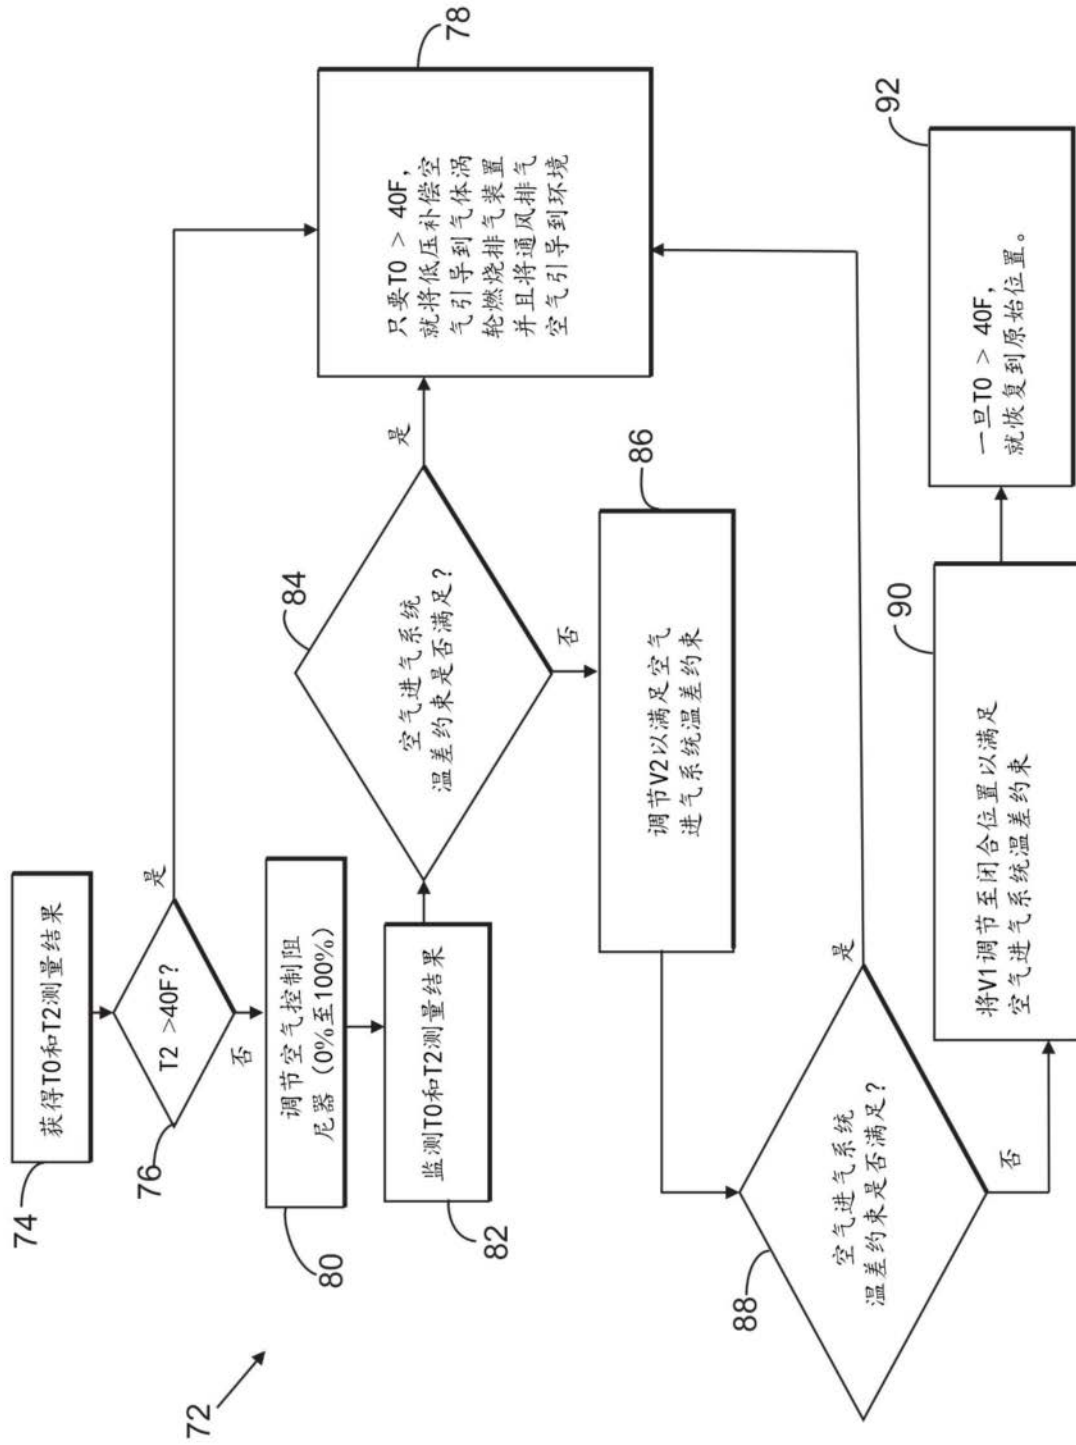 72
74
获得T0和T2测量结果
76
T2 >40F?
是
否
80
调节空气控制阻
尼器 (0%至100%)
82
监测T0和T2测量结果
84
空气进气系统
温差约束是否满足?
是
否
78
只要T0 > 40F,
就将低压补偿空
气引导到气体涡
轮燃烧排气装置
并且将通风排气
空气引导到环境
86
调节V2以满足空气
进气系统温差约束
88
空气进气系统
温差约束是否满足?
是
否
90
将V1调节至闭合位置以满足
空气进气系统温差约束
92
一旦T0 > 40F,
就恢复到原始位置。